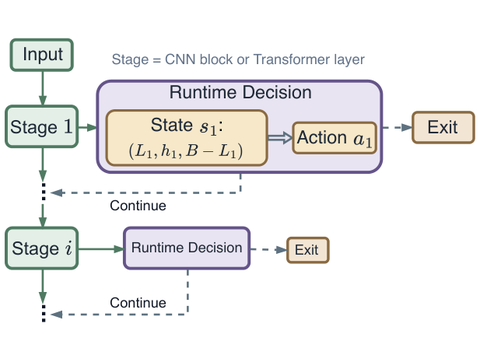 Input
Stage = CNN block or Transformer layer
Runtime Decision
Stage 1
State s₁:
(L₁, h₁, B − L₁)
Action a₁
Exit
Continue
Stage i
Runtime Decision
Exit
Continue